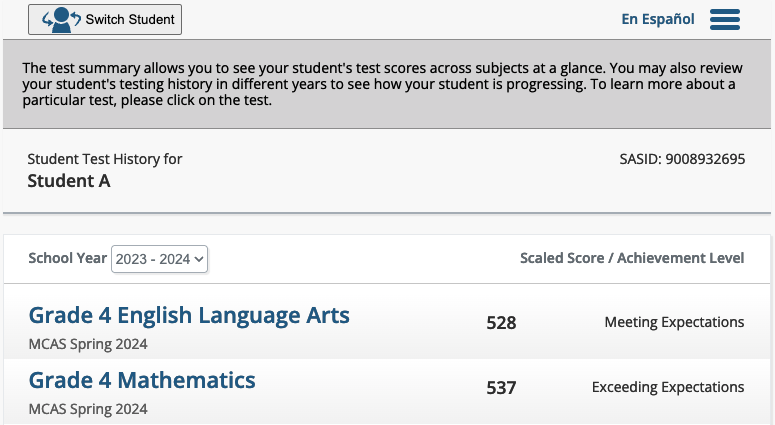 Switch Student
En Español
The test summary allows you to see your student's test scores across subjects at a glance. You may also review
your student's testing history in different years to see how your student is progressing. To learn more about a
particular test, please click on the test.
Student Test History for
SASID: 9008932695
Student A
School Year 2023 - 2024
Scaled Score / Achievement Level
Grade 4 English Language Arts
528
Meeting Expectations
MCAS Spring 2024
Grade 4 Mathematics
537
Exceeding Expectations
MCAS Spring 2024